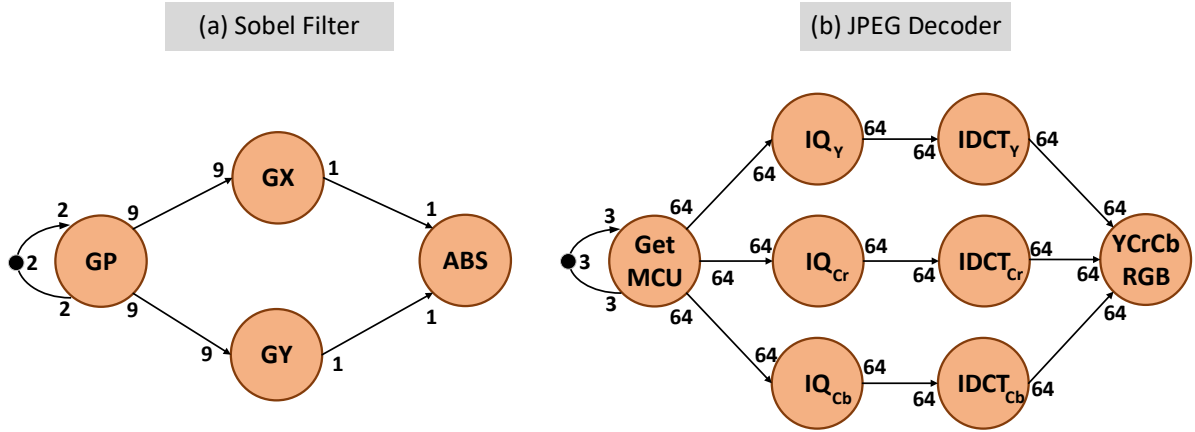 (a) Sobel Filter
2
2
2
GP
9
9
9
GX
1
9
GY
1
1
1
ABS
(b) JPEG Decoder
3
3
3
Get
MCU
64
64
64
64
IQY
64
64
IDCTY
64
64
64
IQCr
64
64
IDCTCr
64
64
64
IQCb
64
64
IDCTCb
64
64
YCrCb
RGB